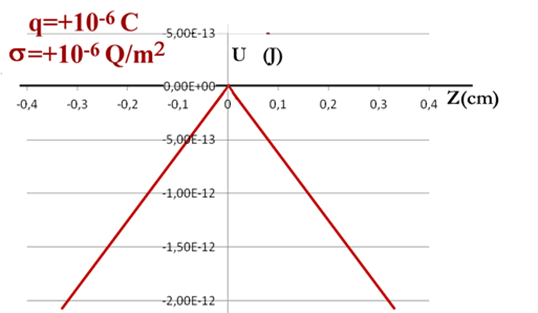 q=+10⁻⁶ C
σ=+10⁻⁶ Q/m²
5,00E-13
U (J)
0,00E+00
-0,4 -0,3 -0,2 -0,1 0 0,1 0,2 0,3 0,4 Z(cm)
-5,00E-13
-1,00E-12
-1,50E-12
-2,00E-12